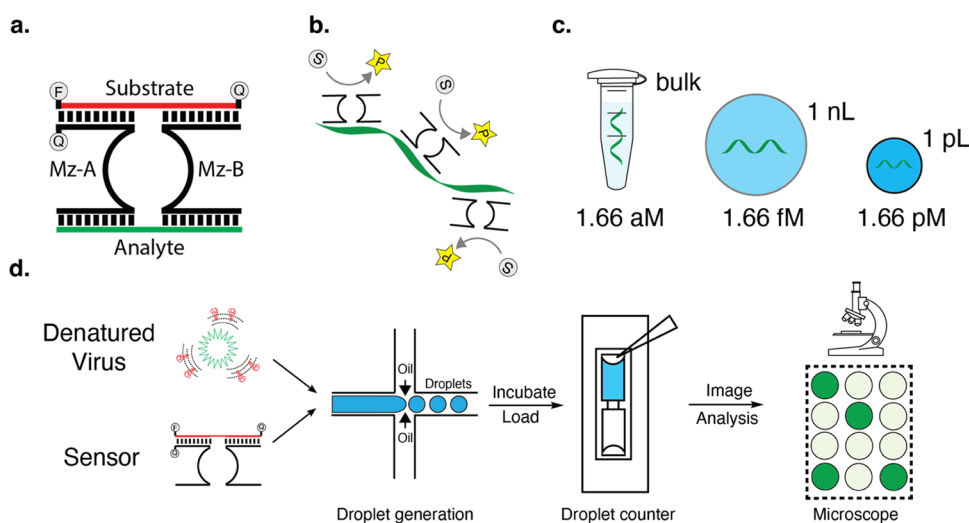 a.
F
Substrate
Q
Q
Mz-A
Mz-B
Analyte
b.
S
P
S
P
P
S
c.
bulk
1 nL
1 pL
1.66 aM
1.66 fM
1.66 pM
d.
Denatured
Virus
Sensor
F
Q
Q
Oil
Droplets
Oil
Incubate
Load
Image
Analysis
Droplet generation
Droplet counter
Microscope